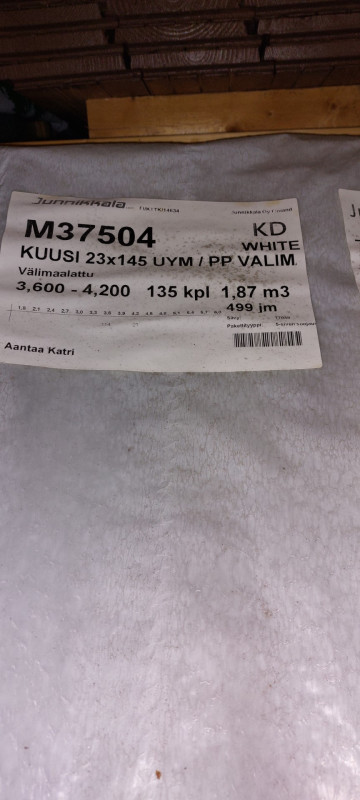 Junnikkala
M37504
KD
WHITE
KUUSI 23x145 UYM / PP VALIM
Välimaalattu
3,600 - 4,200 135 kpl 1,87 m3
499 jm
Aantaa Katri